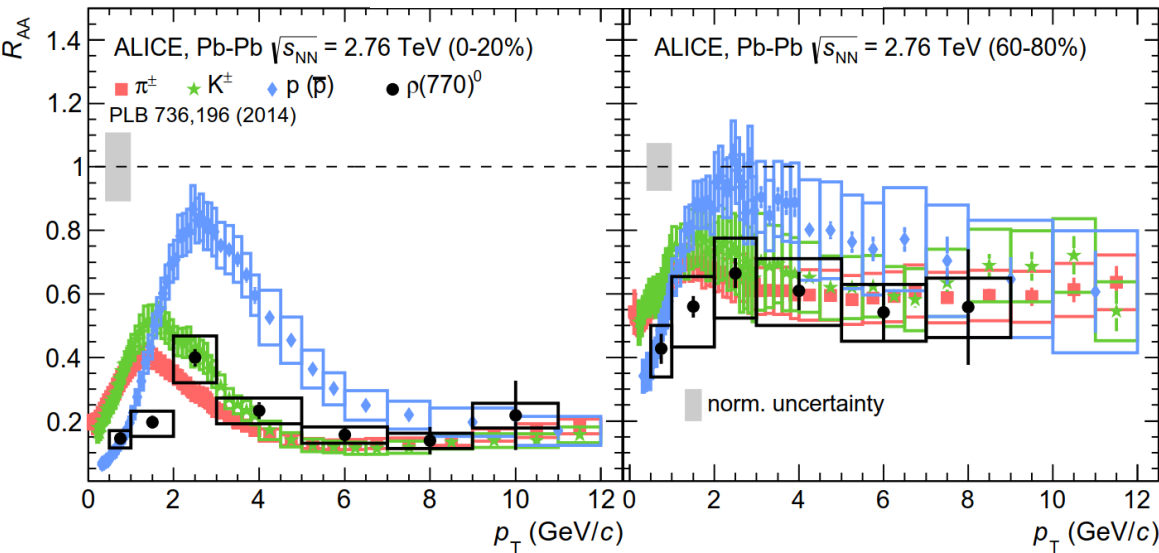 R_AA
1.4
1.2
1
0.8
0.6
0.4
0.2
ALICE, Pb-Pb √s_NN = 2.76 TeV (0-20%)
π± K± p (p̅) ρ(770)⁰
PLB 736,196 (2014)
0 2 4 6 8 10 12
p_T (GeV/c)
ALICE, Pb-Pb √s_NN = 2.76 TeV (60-80%)
norm. uncertainty
2 4 6 8 10 12
p_T (GeV/c)